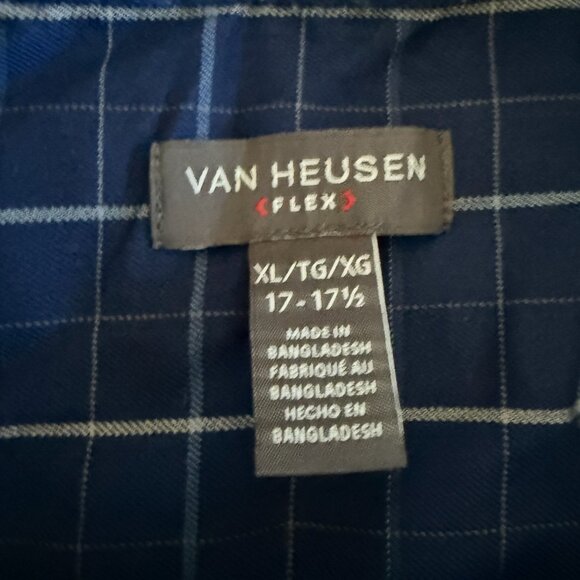 VAN HEUSEN
FLEX
XL/TG/XG
17-17½
MADE IN
BANGLADESH
FABRIQUÉ AU
BANGLADESH
HECHO EN
BANGLADESH